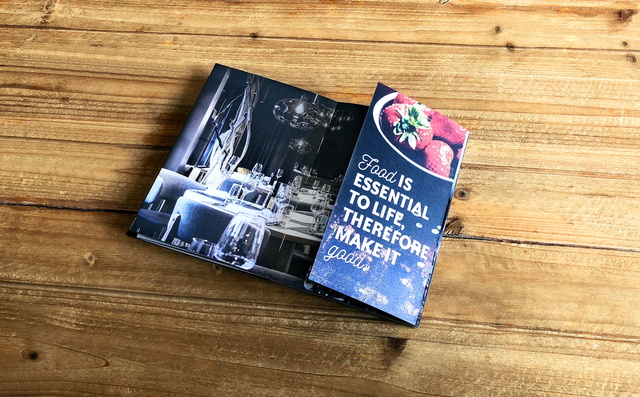 Food IS
ESSENTIAL
TO LIFE,
THEREFORE
MAKE IT
good.